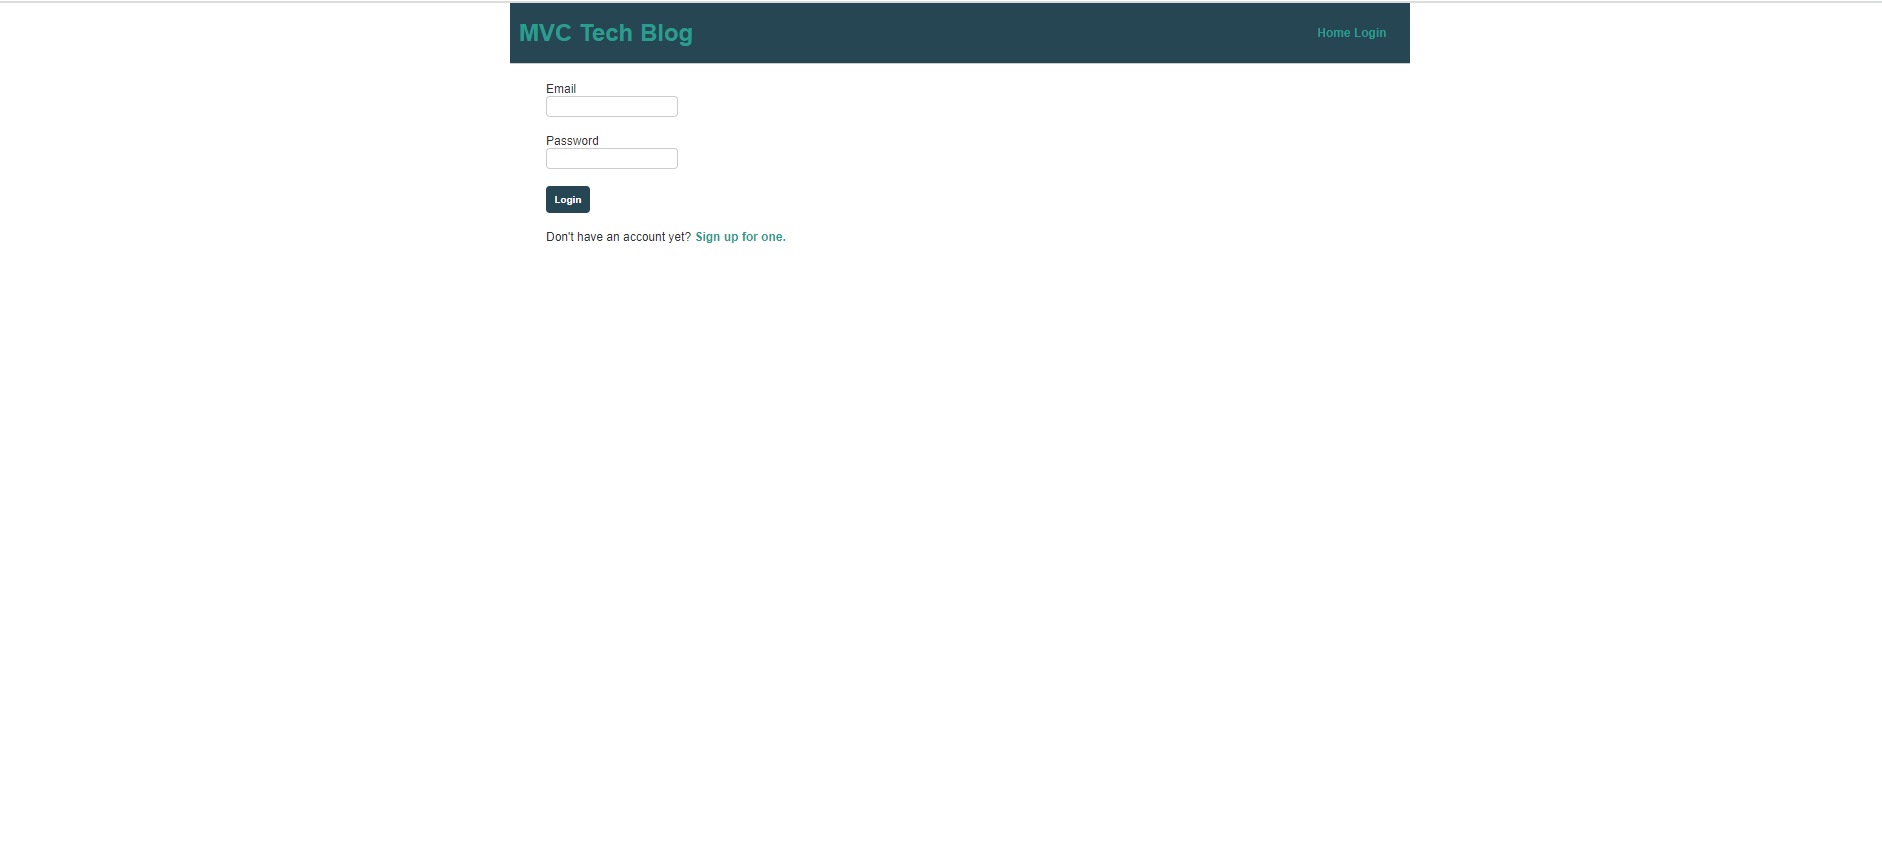 MVC Tech Blog
Home Login
Email
Password
Login
Don't have an account yet? Sign up for one.